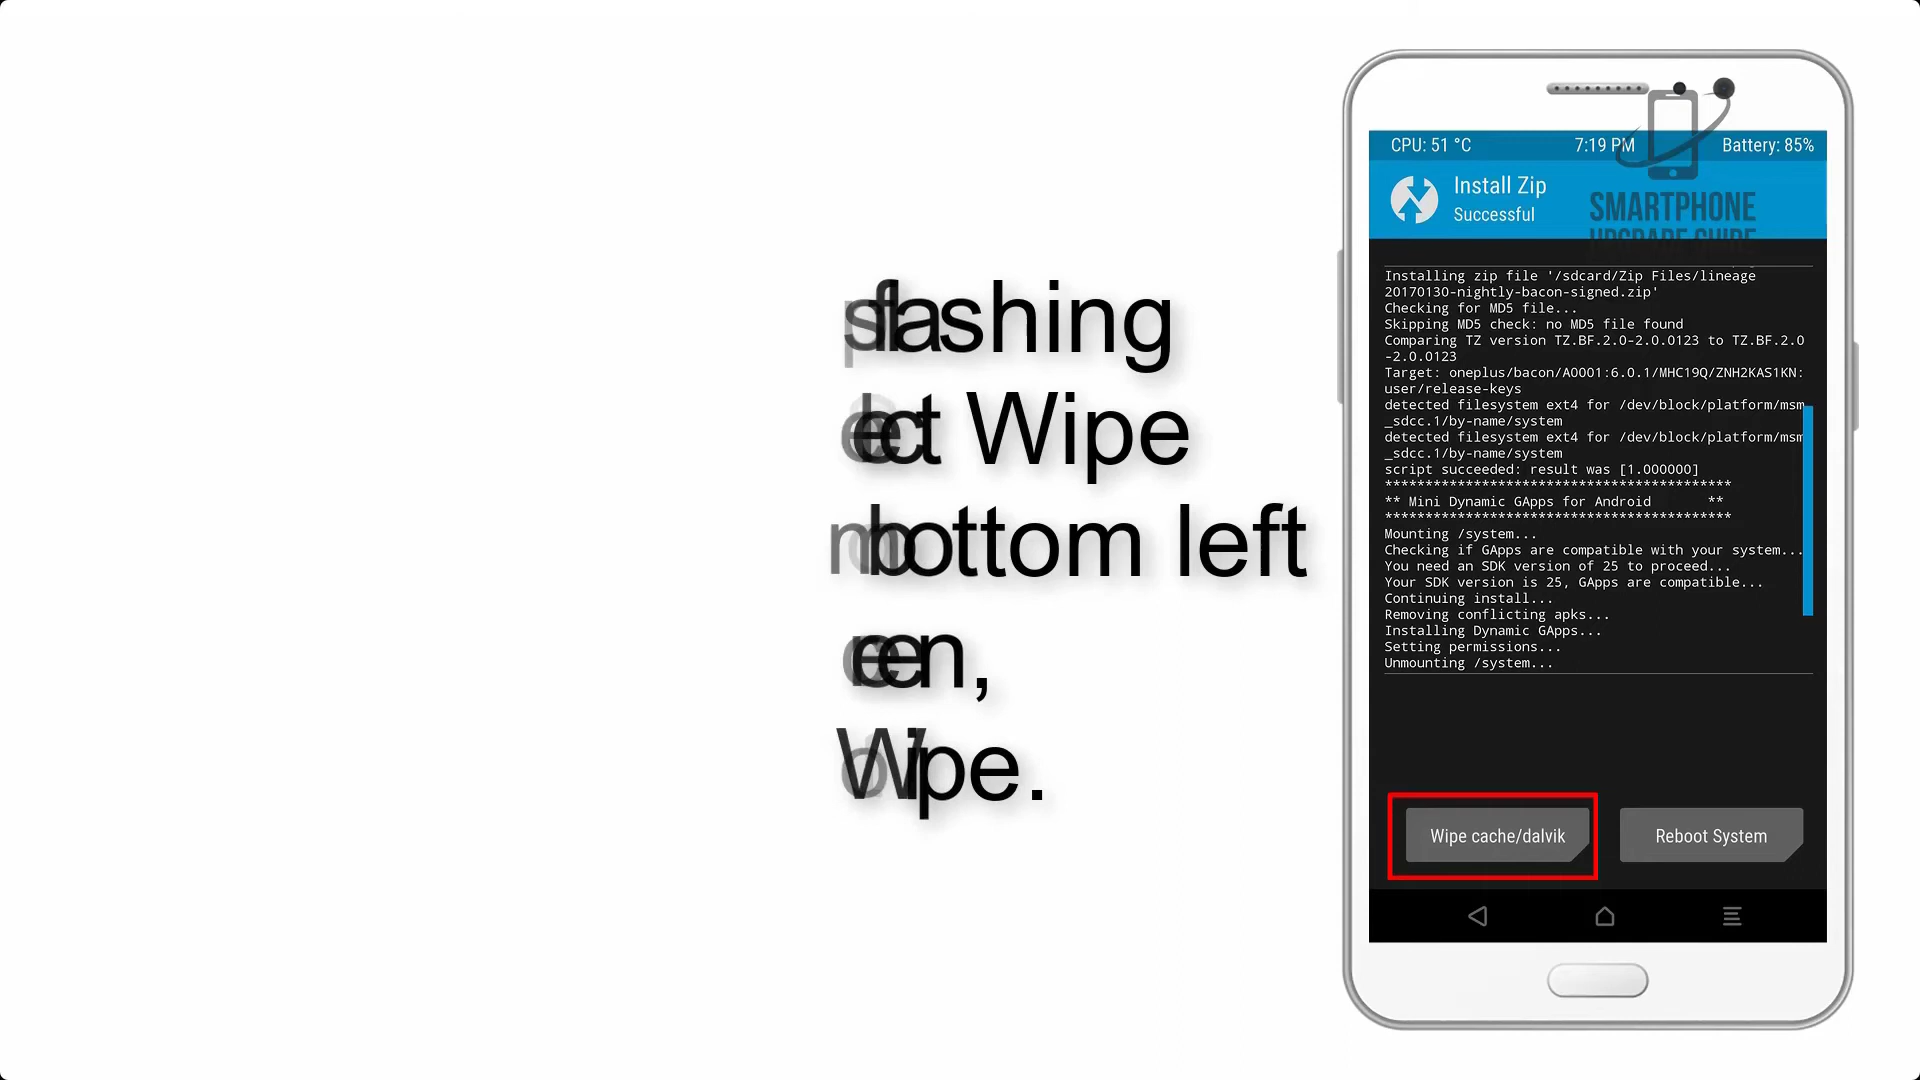 flashing
Wipe
bottom left
Wipe.
CPU: 51 °C 7:19 PM Battery: 85%
Install Zip
Successful
SMARTPHONE
UPGRADE GUIDE
Installing zip file '/sdcard/Zip Files/lineage
20170130-nightly-bacon-signed.zip'
Checking for MD5 file...
Skipping MD5 check: no MD5 file found
Comparing TZ version TZ.BF.2.0-2.0.0123 to TZ.BF.2.0
-2.0.0123
Target: oneplus/bacon/A0001:6.0.1/MHC19Q/ZNH2KAS1KN:
user/release-keys
detected filesystem ext4 for /dev/block/platform/msm
_sdcc.1/by-name/system
detected filesystem ext4 for /dev/block/platform/msm
_sdcc.1/by-name/system
script succeeded: result was [1.000000]
*******************************************
** Mini Dynamic GApps for Android **
*******************************************
Mounting /system...
Checking if GApps are compatible with your system...
You need an SDK version of 25 to proceed...
Your SDK version is 25, GApps are compatible...
Continuing install...
Removing conflicting apks...
Installing Dynamic GApps...
Setting permissions...
Unmounting /system...
Wipe cache/dalvik Reboot System